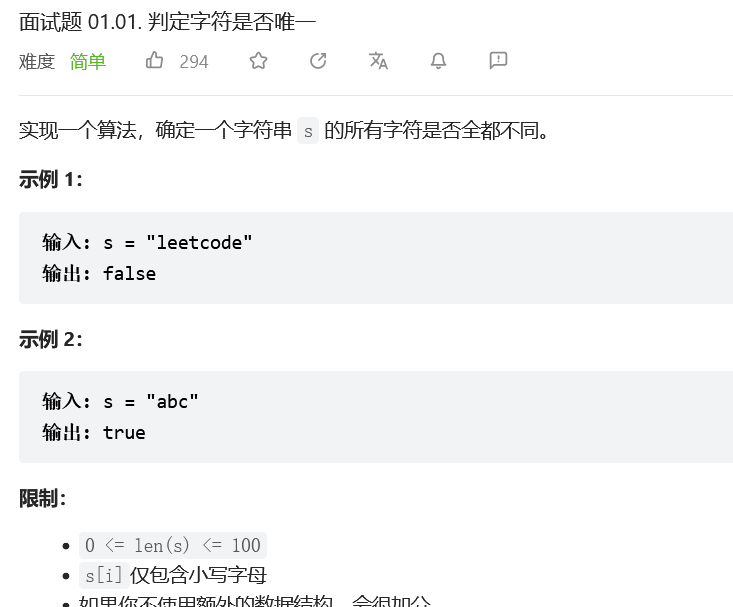 面试题 01.01. 判定字符是否唯一
难度 简单 294
实现一个算法，确定一个字符串 s 的所有字符是否全都不同。
示例 1：
输入: s = "leetcode"
输出: false
示例 2：
输入: s = "abc"
输出: true
限制：
0 <= len(s) <= 100
s[i]仅包含小写字母
如果你不使用额外的数据结构，会很加分